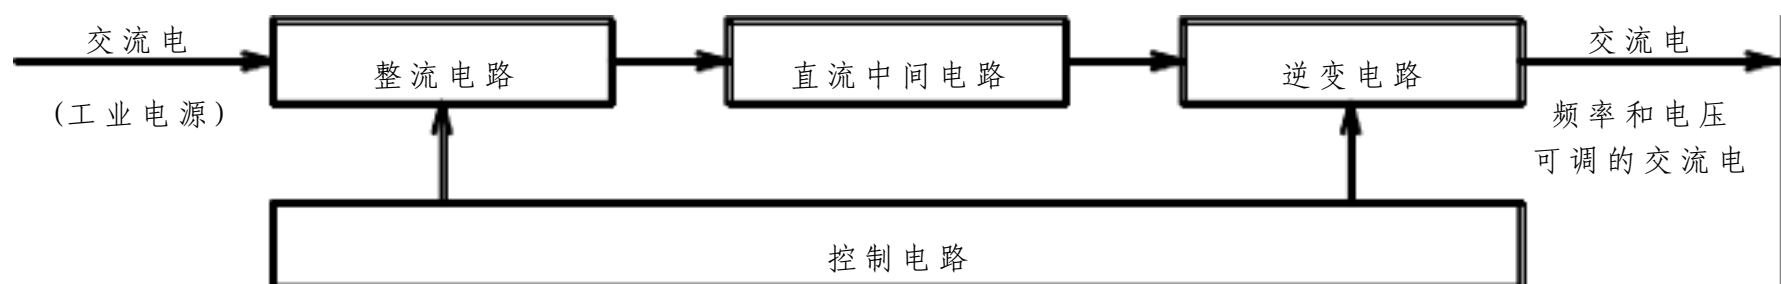 交流电
(工业电源)
整流电路
直流中间电路
逆变电路
交流电
频率和电压
可调的交流电
控制电路